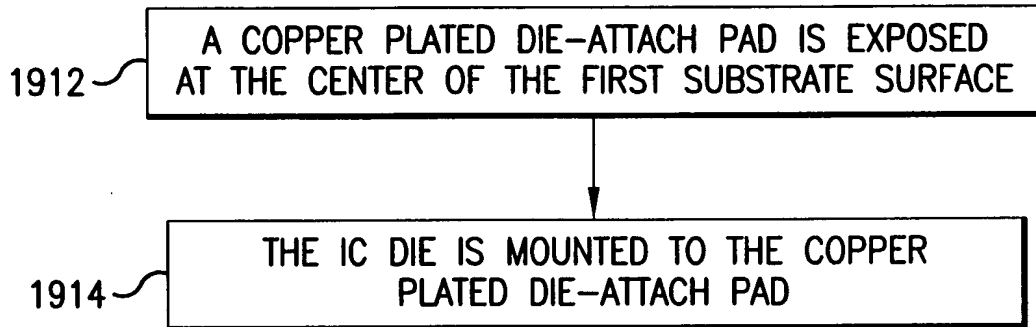 1912
A COPPER PLATED DIE-ATTACH PAD IS EXPOSED
AT THE CENTER OF THE FIRST SUBSTRATE SURFACE
1914
THE IC DIE IS MOUNTED TO THE COPPER
PLATED DIE-ATTACH PAD